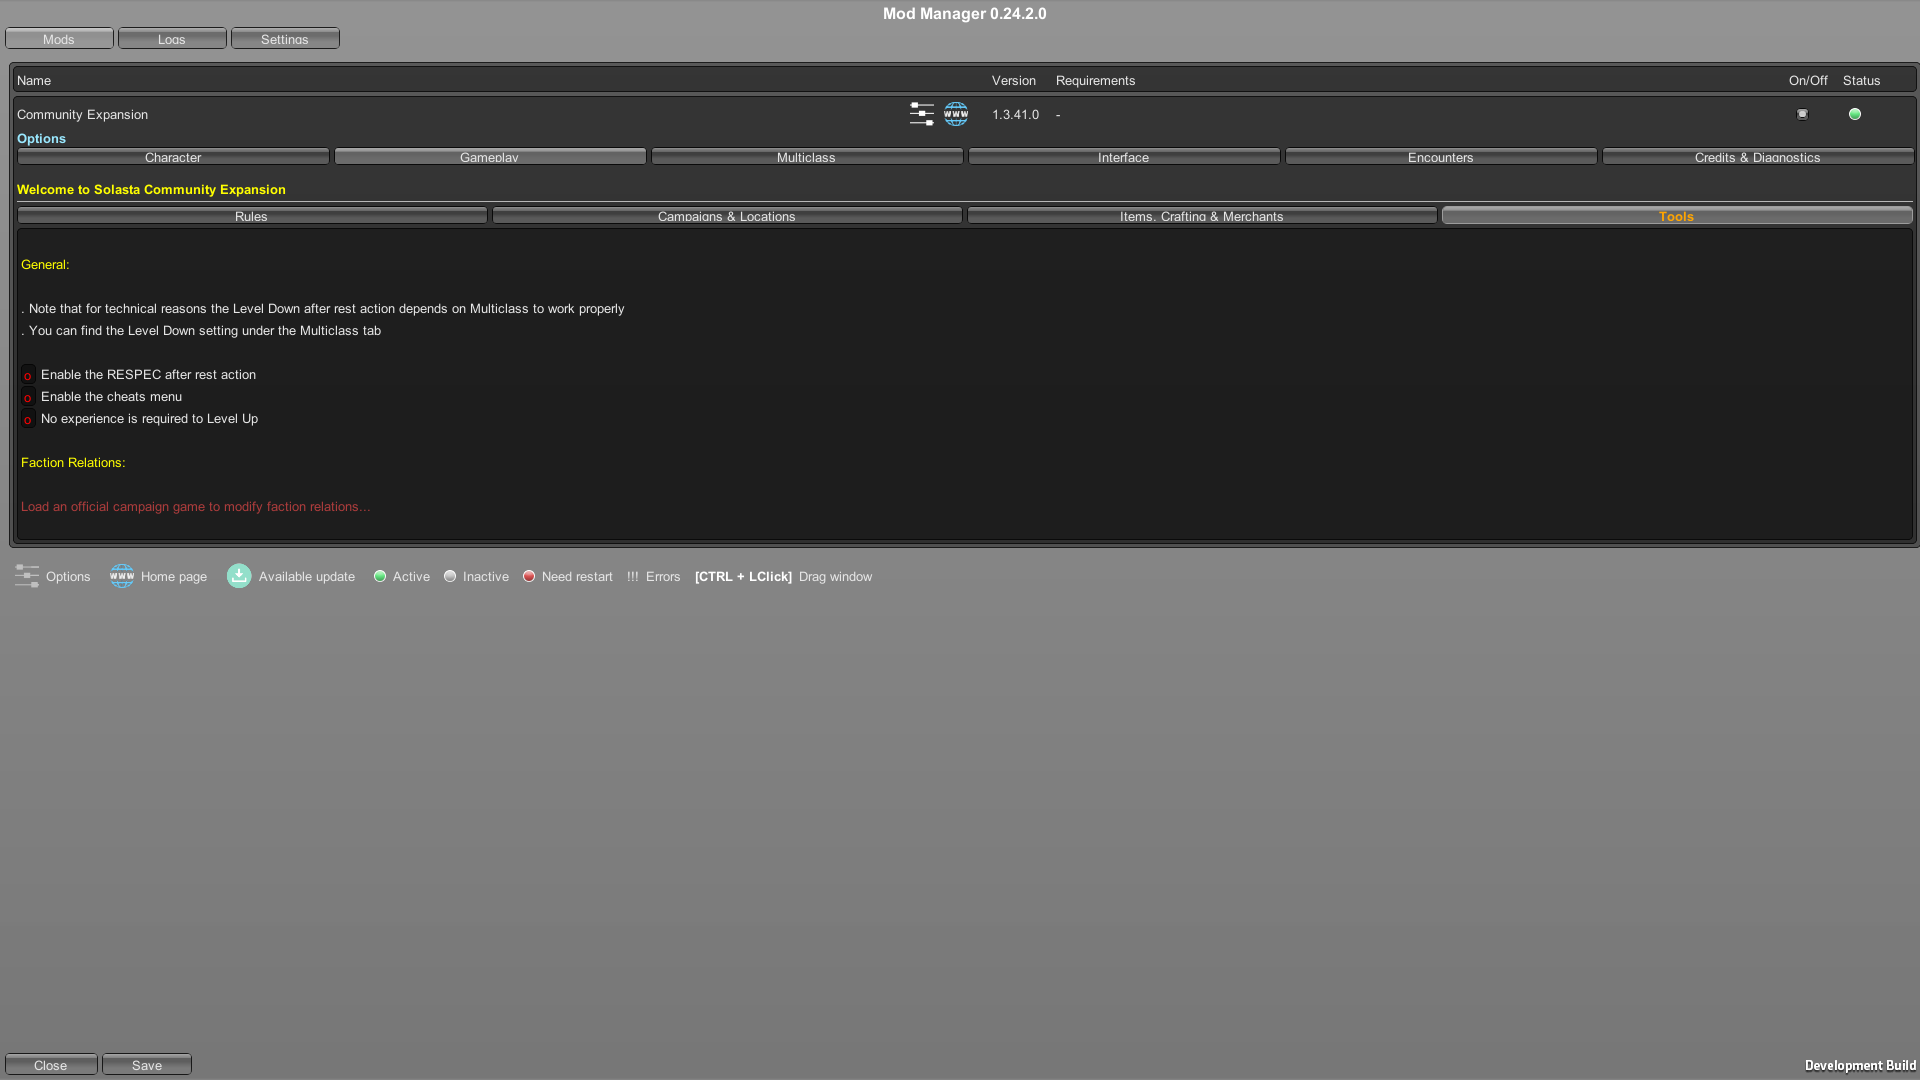 Mod Manager 0.24.2.0
Mods Logs Settings
Name Version Requirements On/Off Status
Community Expansion www 1.3.41.0 -
Options
Character Gameplay Multiclass Interface Encounters Credits & Diagnostics
Welcome to Solasta Community Expansion
Rules Campaigns & Locations Items, Crafting & Merchants Tools
General:
. Note that for technical reasons the Level Down after rest action depends on Multiclass to work properly
. You can find the Level Down setting under the Multiclass tab
o Enable the RESPEC after rest action
o Enable the cheats menu
o No experience is required to Level Up
Faction Relations:
Load an official campaign game to modify faction relations...
Options www Home page Available update Active Inactive Need restart !!! Errors [CTRL + LClick] Drag window
Close Save Development Build